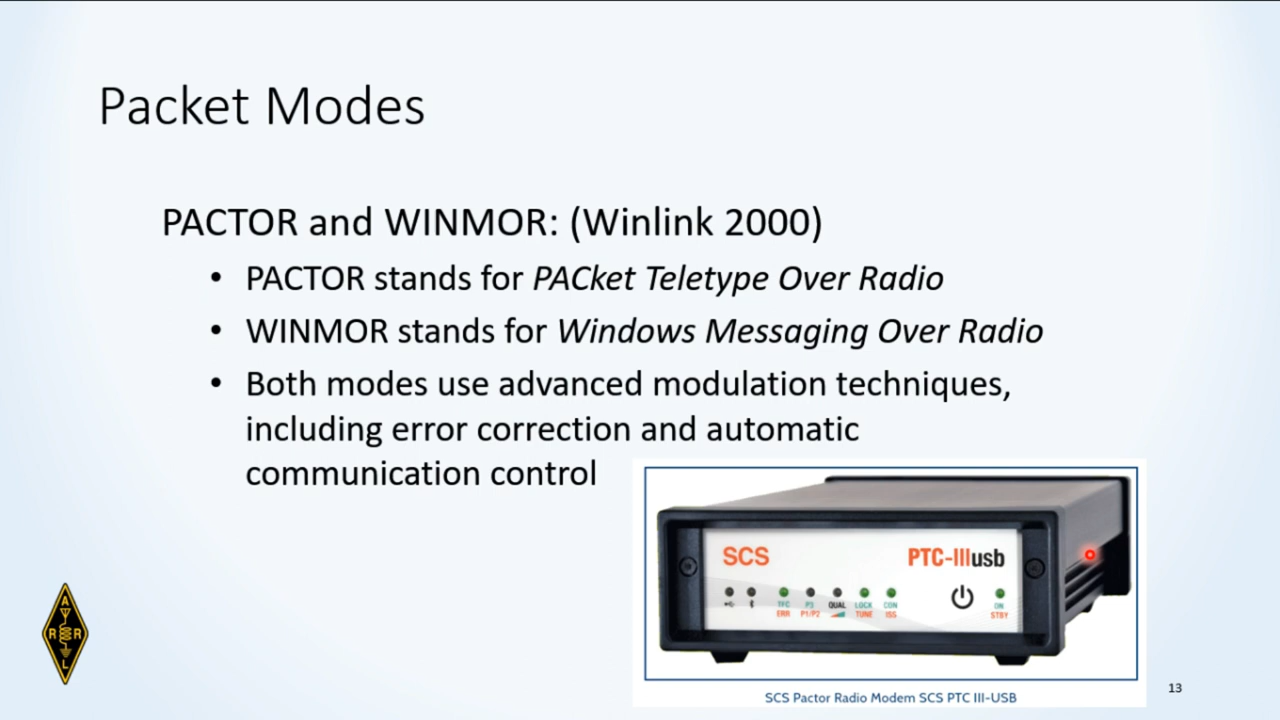 Packet Modes
PACTOR and WINMOR: (Winlink 2000)
• PACTOR stands for PACket Teletype Over Radio
• WINMOR stands for Windows Messaging Over Radio
• Both modes use advanced modulation techniques,
including error correction and automatic
communication control
SCS PTC-IIIusb
TFC P3 QUAL LOCK CON ON
ERR P1/P2 TUNE ISS STBY
A
R R
L
SCS Pactor Radio Modem SCS PTC III-USB
13